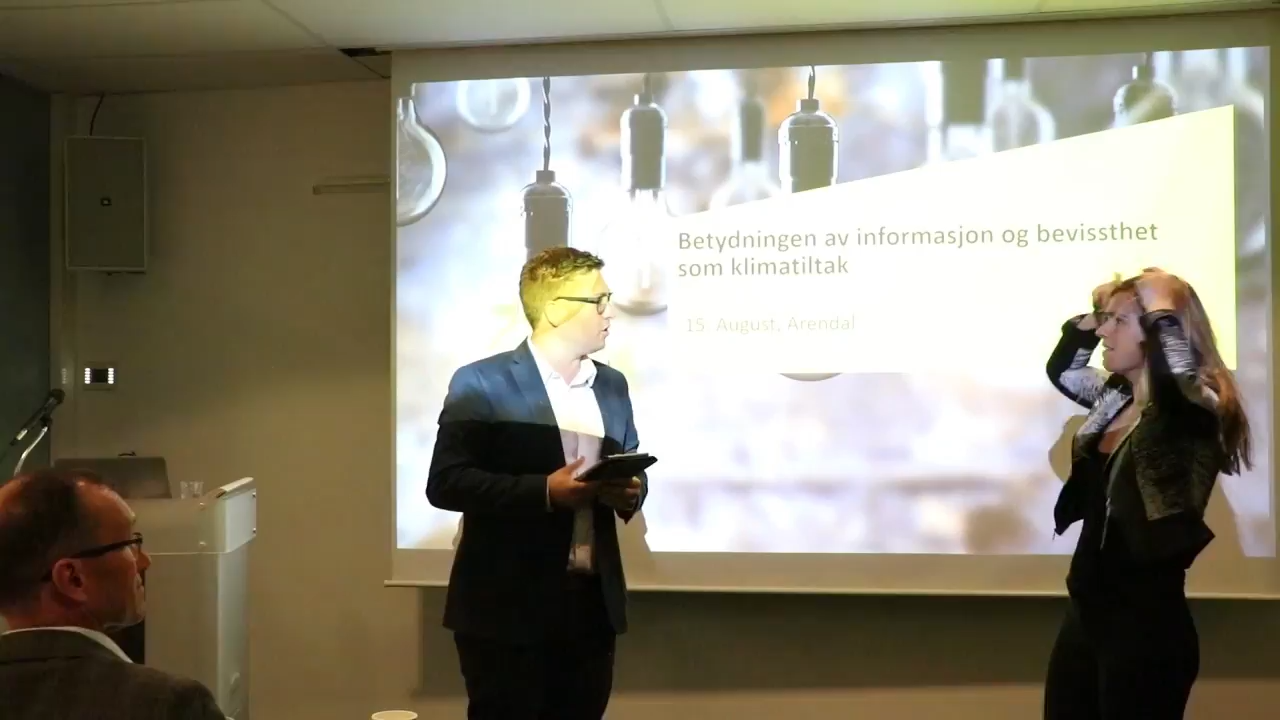 Betydningen av informasjon og bevissthet
som klimatiltak
15. August, Arendal